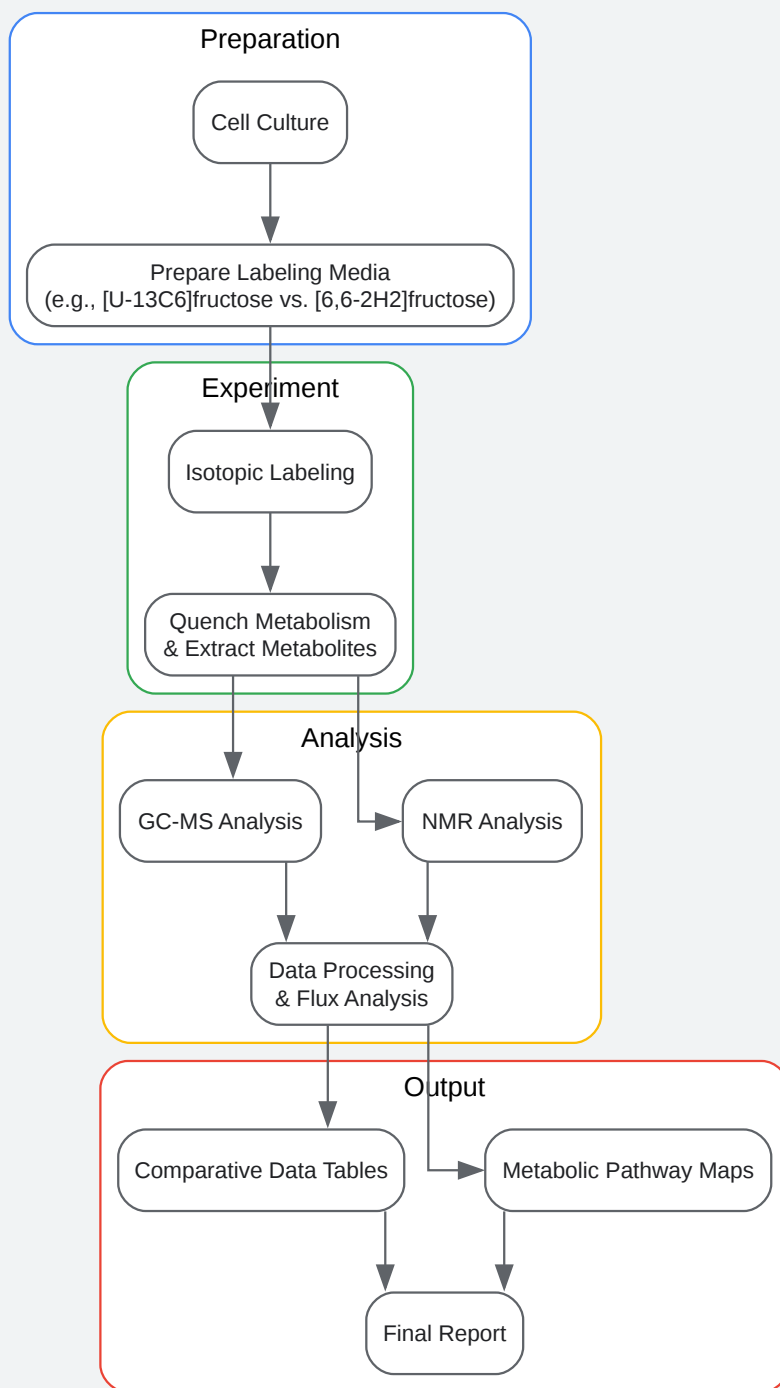 Preparation
Cell Culture
Prepare Labeling Media
(e.g., [U-13C6]fructose vs. [6,6-2H2]fructose)
Experiment
Isotopic Labeling
Quench Metabolism
& Extract Metabolites
Analysis
GC-MS Analysis
NMR Analysis
Data Processing
& Flux Analysis
Output
Comparative Data Tables
Metabolic Pathway Maps
Final Report